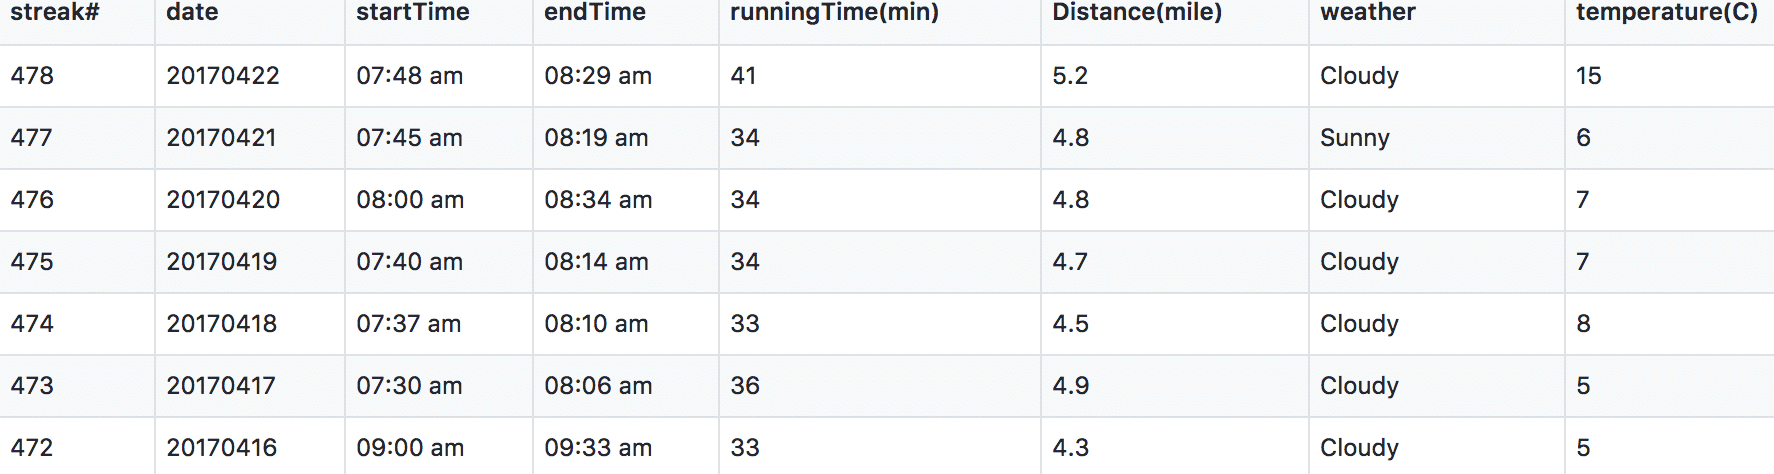 streak# date startTime endTime runningTime(min) Distance(mile) weather temperature(C)
478 20170422 07:48 am 08:29 am 41 5.2 Cloudy 15
477 20170421 07:45 am 08:19 am 34 4.8 Sunny 6
476 20170420 08:00 am 08:34 am 34 4.8 Cloudy 7
475 20170419 07:40 am 08:14 am 34 4.7 Cloudy 7
474 20170418 07:37 am 08:10 am 33 4.5 Cloudy 8
473 20170417 07:30 am 08:06 am 36 4.9 Cloudy 5
472 20170416 09:00 am 09:33 am 33 4.3 Cloudy 5